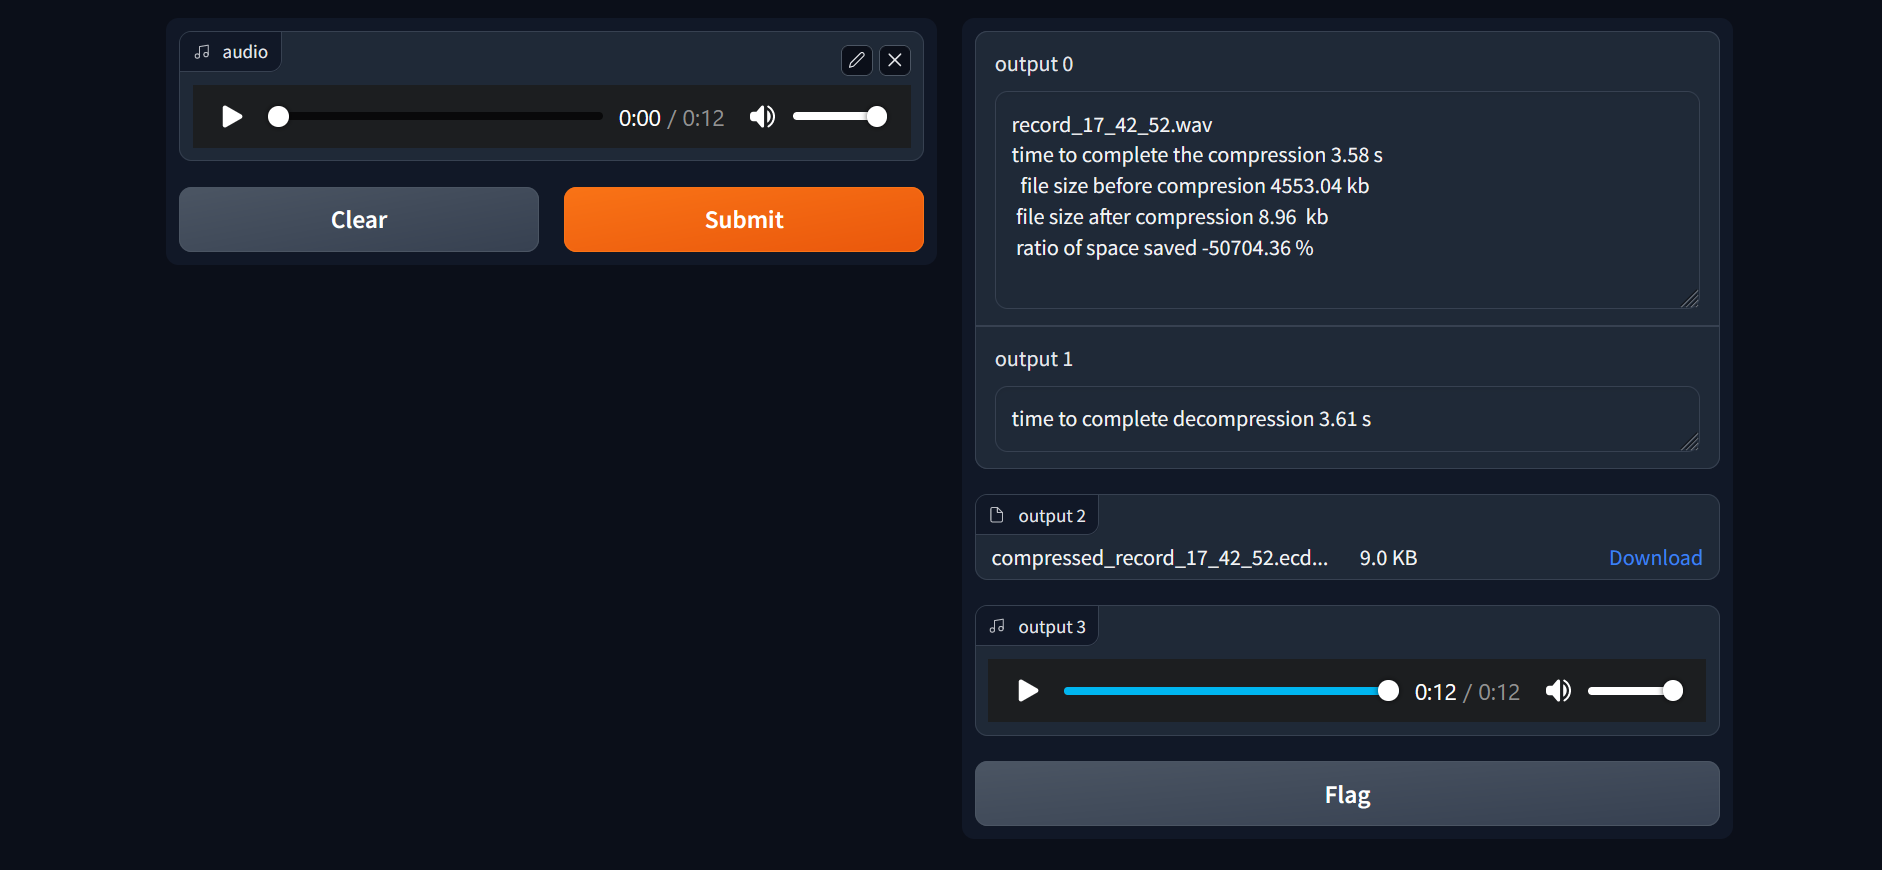 audio
0:00 / 0:12
Clear
Submit
output 0
record_17_42_52.wav
time to complete the compression 3.58 s
file size before compresion 4553.04 kb
file size after compression 8.96 kb
ratio of space saved -50704.36 %
output 1
time to complete decompression 3.61 s
output 2
compressed_record_17_42_52.ecd... 9.0 KB Download
output 3
0:12 / 0:12
Flag